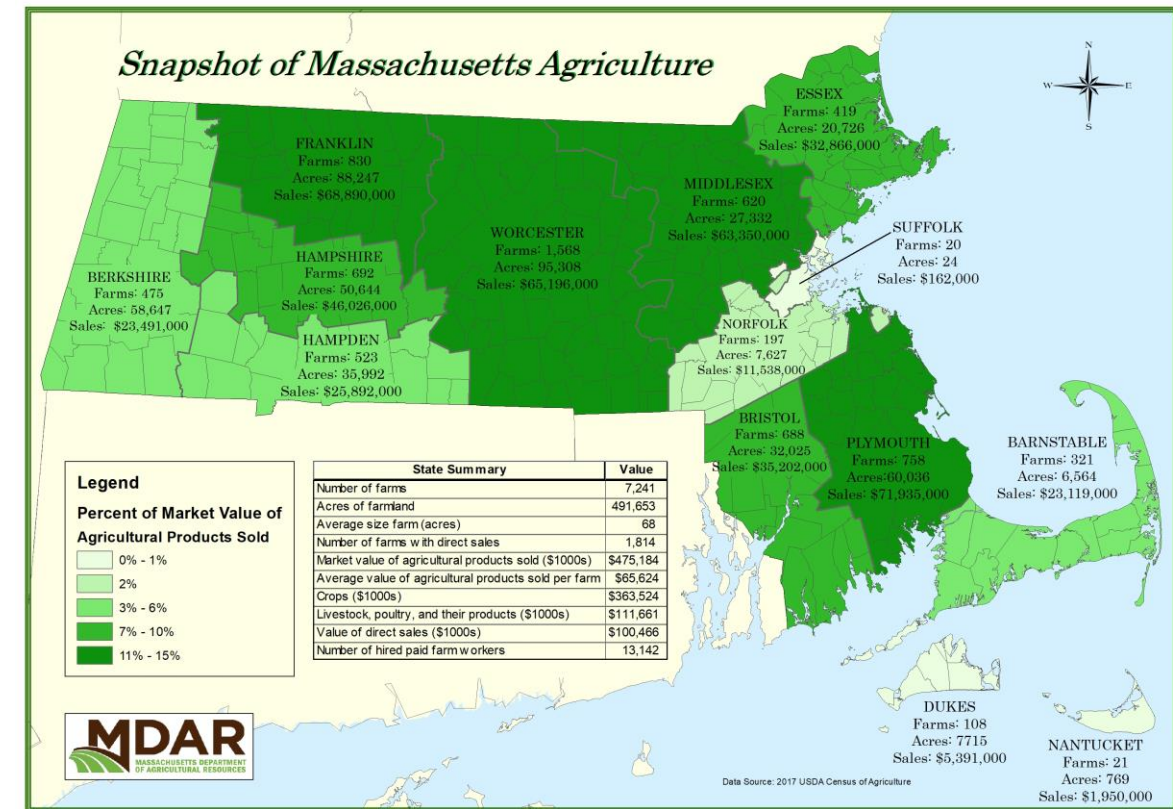 Snapshot of Massachusetts Agriculture
N
W E
S
ESSEX
Farms: 419
Acres: 20,726
Sales: $32,866,000
FRANKLIN
Farms: 830
Acres: 88,247
Sales: $68,890,000
MIDDLESEX
Farms: 620
Acres: 27,332
Sales: $63,350,000
WORCESTER
Farms: 1,568
Acres: 95,308
Sales: $65,196,000
SUFFOLK
Farms: 20
Acres: 24
Sales: $162,000
HAMPSHIRE
Farms: 692
Acres: 50,644
Sales: $46,026,000
BERKSHIRE
Farms: 475
Acres: 58,647
Sales: $23,491,000
HAMPDEN
Farms: 523
Acres: 35,992
Sales: $25,892,000
NORFOLK
Farms: 197
Acres: 7,627
Sales: $11,538,000
BRISTOL
Farms: 688
Acres: 32,025
Sales: $35,202,000
PLYMOUTH
Farms: 758
Acres:60,036
Sales: $71,935,000
BARNSTABLE
Farms: 321
Acres: 6,564
Sales: $23,119,000
Legend
Percent of Market Value of
Agricultural Products Sold
0% - 1%
2%
3% - 6%
7% - 10%
11% - 15%
State Summary Value
Number of farms 7,241
Acres of farmland 491,653
Average size farm (acres) 68
Number of farms with direct sales 1,814
Market value of agricultural products sold ($1000s) $475,184
Average value of agricultural products sold per farm $65,624
Crops ($1000s) $363,524
Livestock, poultry, and their products ($1000s) $111,661
Value of direct sales ($1000s) $100,466
Number of hired paid farm workers 13,142
DUKES
Farms: 108
Acres: 7715
Sales: $5,391,000
NANTUCKET
Farms: 21
Acres: 769
Sales: $1,950,000
MDAR
MASSACHUSETTS DEPARTMENT
OF AGRICULTURAL RESOURCES
Data Source: 2017 USDA Census of Agriculture